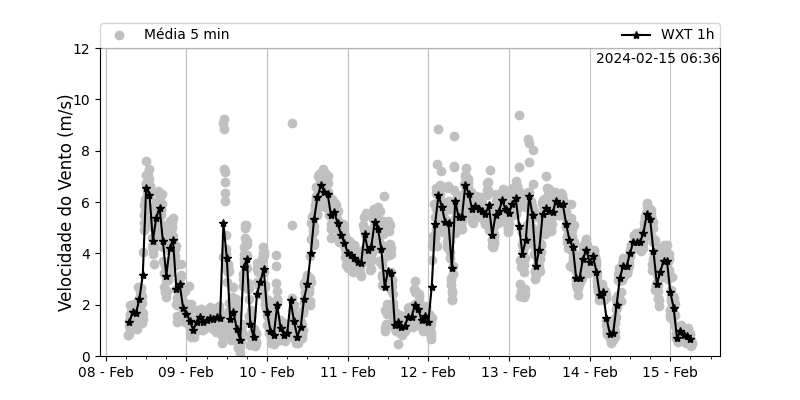 Média 5 min
WXT 1h
2024-02-15 06:36
Velocidade do Vento (m/s)
12
10
8
6
4
2
0
08 - Feb
09 - Feb
10 - Feb
11 - Feb
12 - Feb
13 - Feb
14 - Feb
15 - Feb